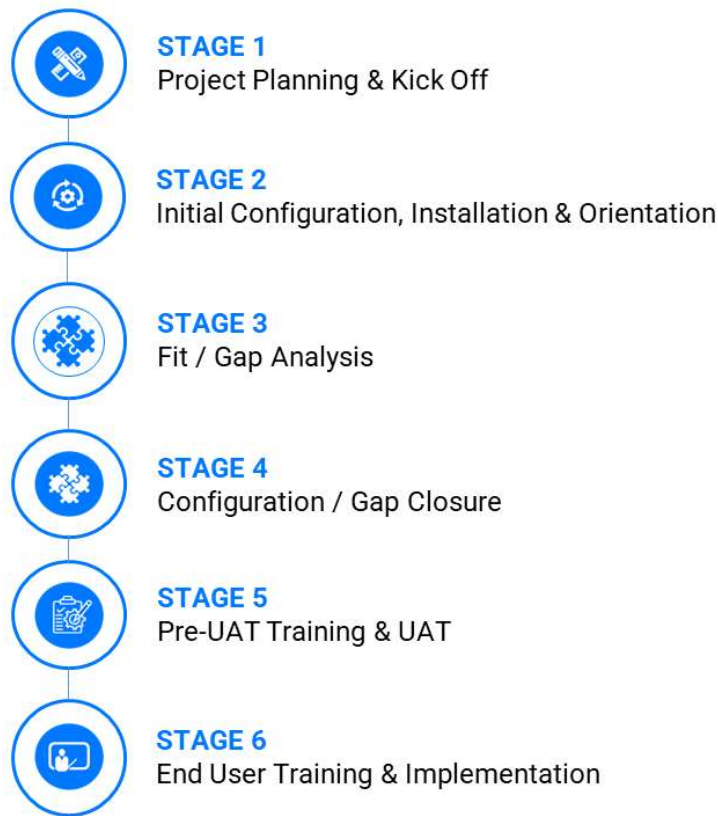 STAGE 1
Project Planning & Kick Off
STAGE 2
Initial Configuration, Installation & Orientation
STAGE 3
Fit / Gap Analysis
STAGE 4
Configuration / Gap Closure
STAGE 5
Pre-UAT Training & UAT
STAGE 6
End User Training & Implementation